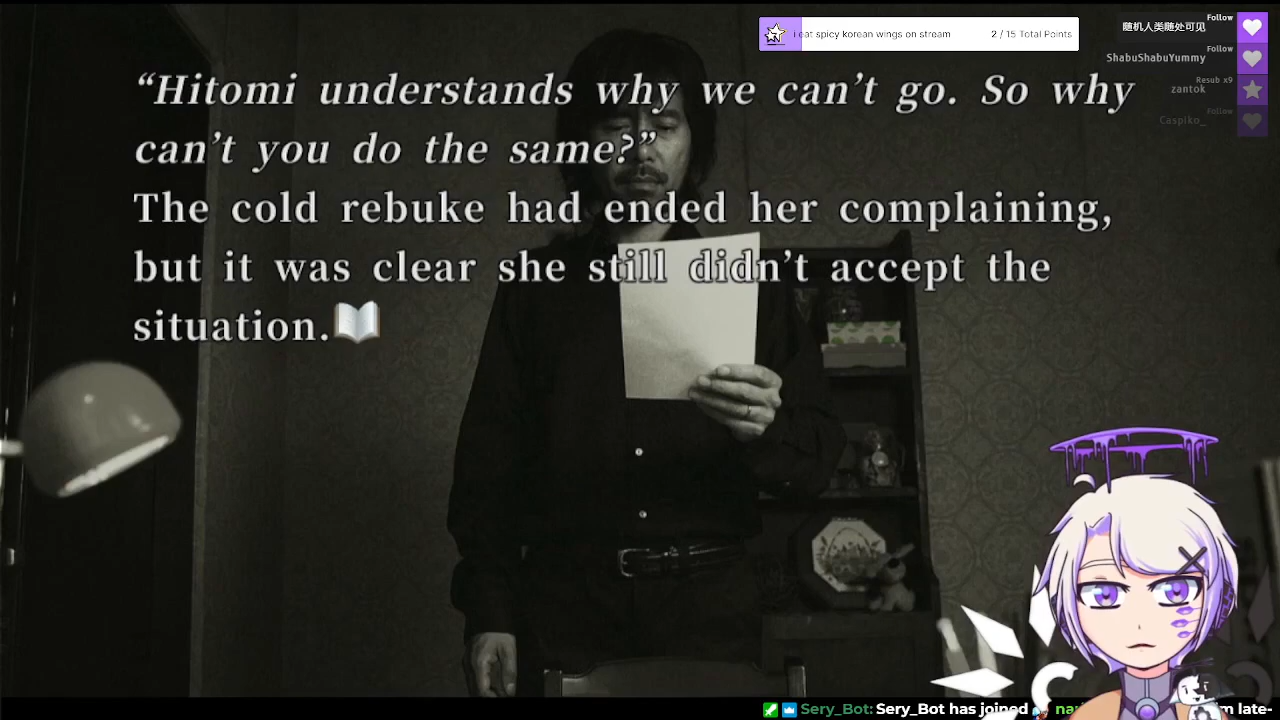 Follow
随机人类随处可见
i eat spicy korean wings on stream 2 / 15 Total Points
Follow
ShabuShabuYummy
Resub x9
zantok
Follow
Caspiko_
“Hitomi understands why we can’t go. So why
can’t you do the same?”
The cold rebuke had ended her complaining,
but it was clear she still didn’t accept the
situation.
Sery_Bot: Sery_Bot has joined
late-